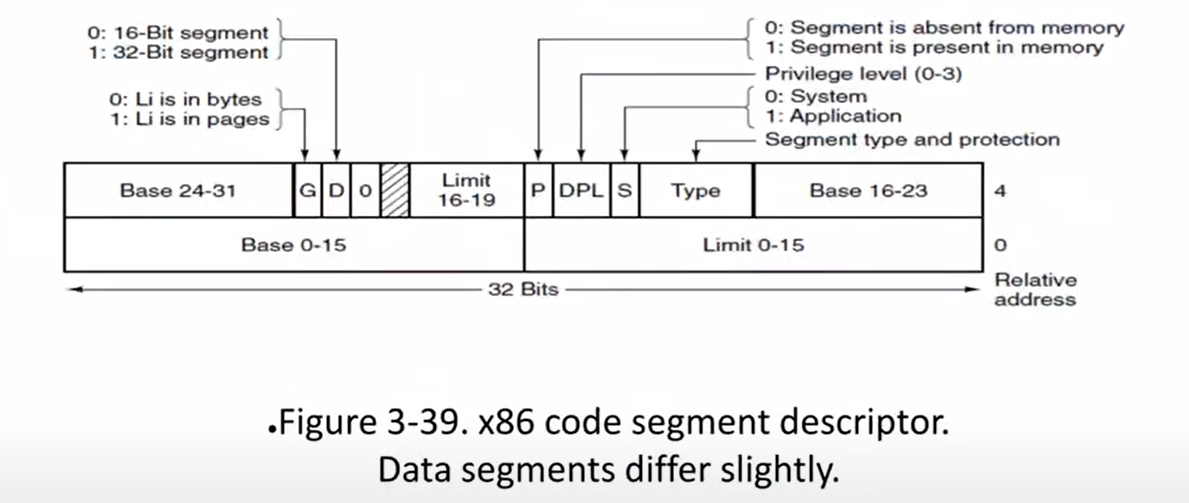 0: 16-Bit segment
1: 32-Bit segment
0: Li is in bytes
1: Li is in pages
0: Segment is absent from memory
1: Segment is present in memory
Privilege level (0-3)
0: System
1: Application
Segment type and protection
Base 24-31 G D 0 Limit 16-19 P DPL S Type Base 16-23 4
Base 0-15 Limit 0-15 0
32 Bits
Relative
address
•Figure 3-39. x86 code segment descriptor.
Data segments differ slightly.